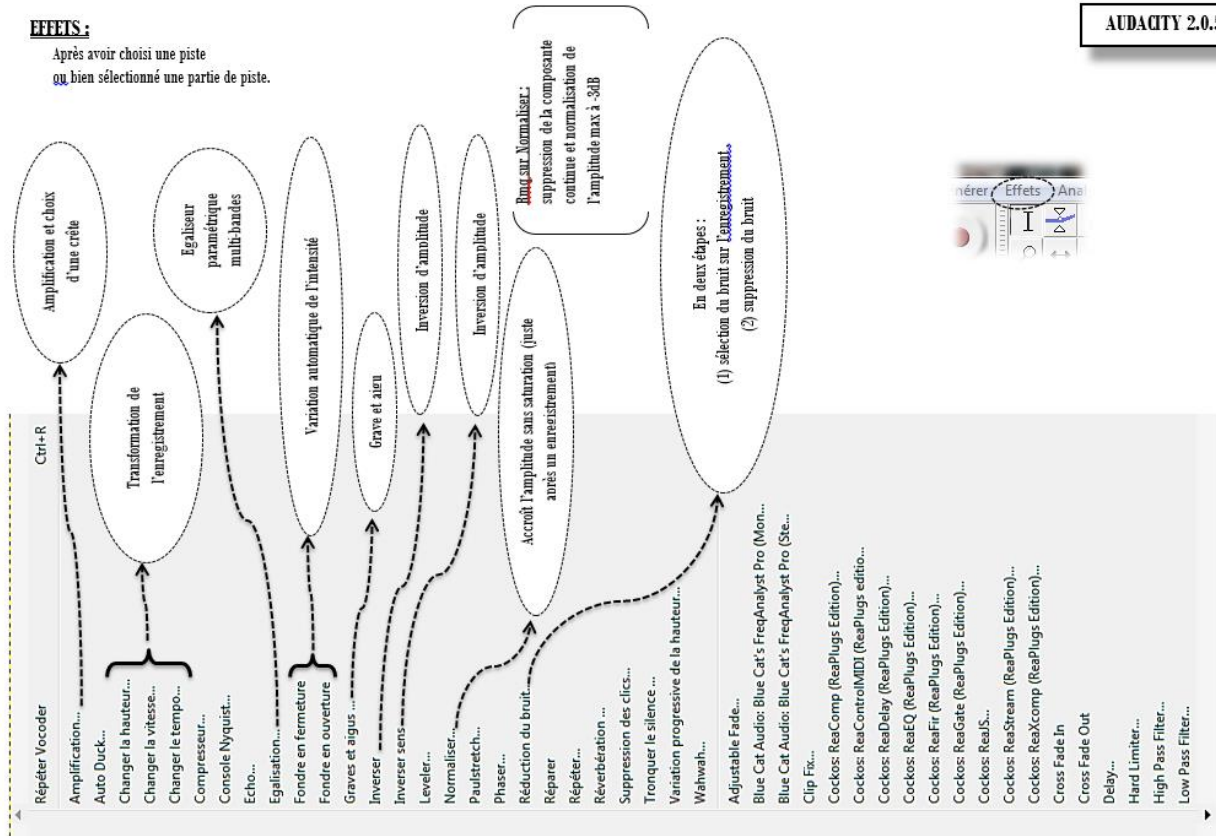 EFFETS :
Après avoir choisi une piste
ou bien sélectionné une partie de piste.
AUDACITY 2.0.5
Amplification et choix
d'une crête
Transformation de
l'enregistrement
Egaliseur
paramétrique
multi-bandes
Variation automatique de l'intensité
Grave et aigu
Inversion d'amplitude
Inversion d'amplitude
Accroît l'amplitude sans saturation (juste
après un enregistrement)
Rmq sur Normaliser :
suppression de la composante
continue et normalisation de
l'amplitude max à -3dB
En deux étapes :
(1) sélection du bruit sur l'enregistrement.
(2) suppression du bruit
nérer Effets Ana
Répéter Vocoder Ctrl+R
Amplification...
Auto Duck...
Changer la hauteur...
Changer la vitesse...
Changer le tempo...
Compresseur...
Console Nyquist...
Echo...
Egalisation...
Fondre en fermeture
Fondre en ouverture
Graves et aigus ...
Inverser
Inverser sens
Leveler...
Normaliser...
Paulstretch...
Phaser...
Réduction du bruit...
Réparer
Répéter...
Réverbération ...
Suppression des clics...
Tronquer le silence ...
Variation progressive de la hauteur...
Wahwah...
Adjustable Fade...
Blue Cat Audio: Blue Cat's FreqAnalyst Pro (Mon...
Blue Cat Audio: Blue Cat's FreqAnalyst Pro (Ste...
Clip Fix...
Cockos: ReaComp (ReaPlugs Edition)...
Cockos: ReaControlMIDI (ReaPlugs editio...
Cockos: ReaDelay (ReaPlugs Edition)...
Cockos: ReaEQ (ReaPlugs Edition)...
Cockos: ReaFir (ReaPlugs Edition)...
Cockos: ReaGate (ReaPlugs Edition)...
Cockos: ReaJS...
Cockos: ReaStream (ReaPlugs Edition)...
Cockos: ReaXcomp (ReaPlugs Edition)...
Cross Fade In
Cross Fade Out
Delay...
Hard Limiter...
High Pass Filter...
Low Pass Filter...